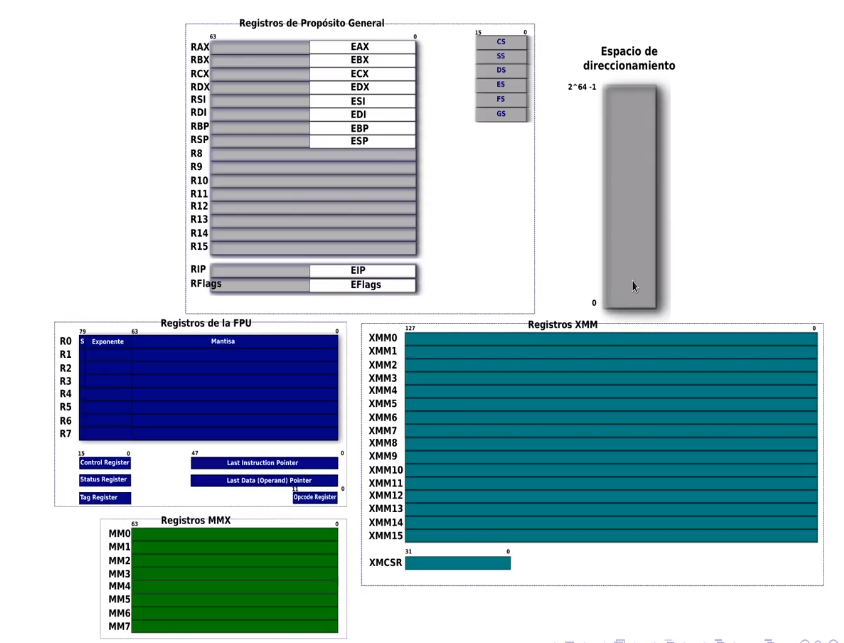 Registros de Propósito General
63 0
RAX EAX
RBX EBX
RCX ECX
RDX EDX
RSI ESI
RDI EDI
RBP EBP
RSP ESP
R8
R9
R10
R11
R12
R13
R14
R15
RIP EIP
RFlags EFlags
15 0
CS
SS
DS
ES
FS
GS
Espacio de
direccionamiento
2^64 -1
0
Registros de la FPU
79 63 0
R0 S Exponente Mantisa
R1
R2
R3
R4
R5
R6
R7
15 0
Control Register
Status Register
Tag Register
47 0
Last Instruction Pointer
Last Data (Operand) Pointer
11 0
Opcode Register
Registros MMX
63 0
MM0
MM1
MM2
MM3
MM4
MM5
MM6
MM7
Registros XMM
127 0
XMM0
XMM1
XMM2
XMM3
XMM4
XMM5
XMM6
XMM7
XMM8
XMM9
XMM10
XMM11
XMM12
XMM13
XMM14
XMM15
31 0
XMCSR